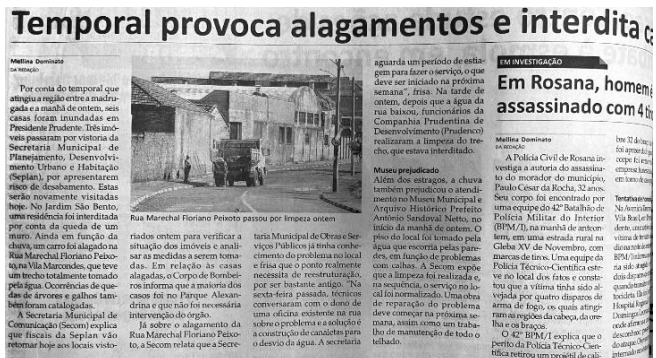 Temporal provoca alagamentos e interdita
Mellina Dominato
DA REDAÇÃO
Por conta do temporal que
atingiu a região entre a madru-
gada e a manhã de ontem, seis
casas foram inundadas em
Presidente Prudente. Três imó-
veis passaram por vistoria da
Secretaria Municipal de
Planejamento, Desenvolvi-
mento Urbano e Habitação
(Seplan), por apresentarem
risco de desabamento. Estas
serão novamente vistoriadas
hoje. No Jardim São Bento,
uma residência foi interditada
por conta da queda de um
muro. Ainda em função da
chuva, um carro foi alagado na
Rua Marechal Floriano Peixo-
to, na Vila Marcondes, que teve
um trecho totalmente tomado
pela água. Ocorrências de que-
das de árvores e galhos tam-
bém foram catalogadas.
A Secretaria Municipal de
Comunicação (Secom) explica
que fiscais da Seplan vão
retornar hoje aos locais visto-
Rua Marechal Floriano Peixoto passou por limpeza ontem
riados ontem para verificar a
situação dos imóveis e anali-
sar as medidas a serem toma-
das. Em relação às casas
alagadas, o Corpo de Bombei-
ros informa que a maioria dos
casos foi no Parque Alexan-
drina e que não foi necessária
intervenção do órgão.
Já sobre o alagamento da
Rua Marechal Floriano Peixo-
to, a Secom relata que a Secre-
taria Municipal de Obras e Ser-
viços Públicos já tinha conhe-
cimento do problema no local
e frisa que o ponto realmente
necessita de reestruturação,
por ser bastante antigo. "Na
sexta-feira passada, técnicos
conversaram com o dono de
uma oficina existente na rua
sobre o problema e a solução é
a construção de canaletas para
o desvio da água. A secretaria
aguarda um período de estia-
gem para fazer o serviço, o que
deve ser iniciado na próxima
semana", frisa. Na tarde de
ontem, depois que a água da
rua baixou, funcionários da
Companhia Prudentina de
Desenvolvimento (Prudenco)
realizaram a limpeza do
trecho, que estava interditado.
Museu prejudicado
Além dos estragos, a chuva
também prejudicou o atendi-
mento no Museu Municipal e
Arquivo Histórico Prefeito
Antônio Sandoval Netto, no
início da manhã de ontem. O
piso do local foi tomado pela
água que escorria pelas pare-
des, em função de problemas
com calhas. A Secom expõe
que a limpeza foi realizada e,
na sequência, o serviço no lo-
cal foi normalizado. Uma obra
de reparação do problema
deve começar na próxima se-
mana, assim como um traba-
lho de manutenção de todo o
telhado.
EM INVESTIGAÇÃO
Em Rosana, homem é
assassinado com 4
Mellina Dominato
DA REDAÇÃO
A Polícia Civil de Rosana in-
vestiga a autoria do assassina-
to do morador do município,
Paulo César da Rocha, 32 anos.
Seu corpo foi encontrado por
uma equipe do 42º Batalhão de
Polícia Militar do Interior
(BPM/I), na manhã de anteon-
tem, em uma estrada rural na
Gleba XV de Novembro, com
marcas de tiros. Uma equipe da
Polícia Técnico-Científica este-
ve no local dos fatos e consta-
tou que a vítima tinha sido al-
vejada por quatro disparos de
arma de fogo, os quais atingi-
ram as regiões da cabeça, da ore-
lha e os braços.
O 42º BPM/I explica que o
perito da Polícia Técnico-Cien-
tífica retirou um projétil de cali-